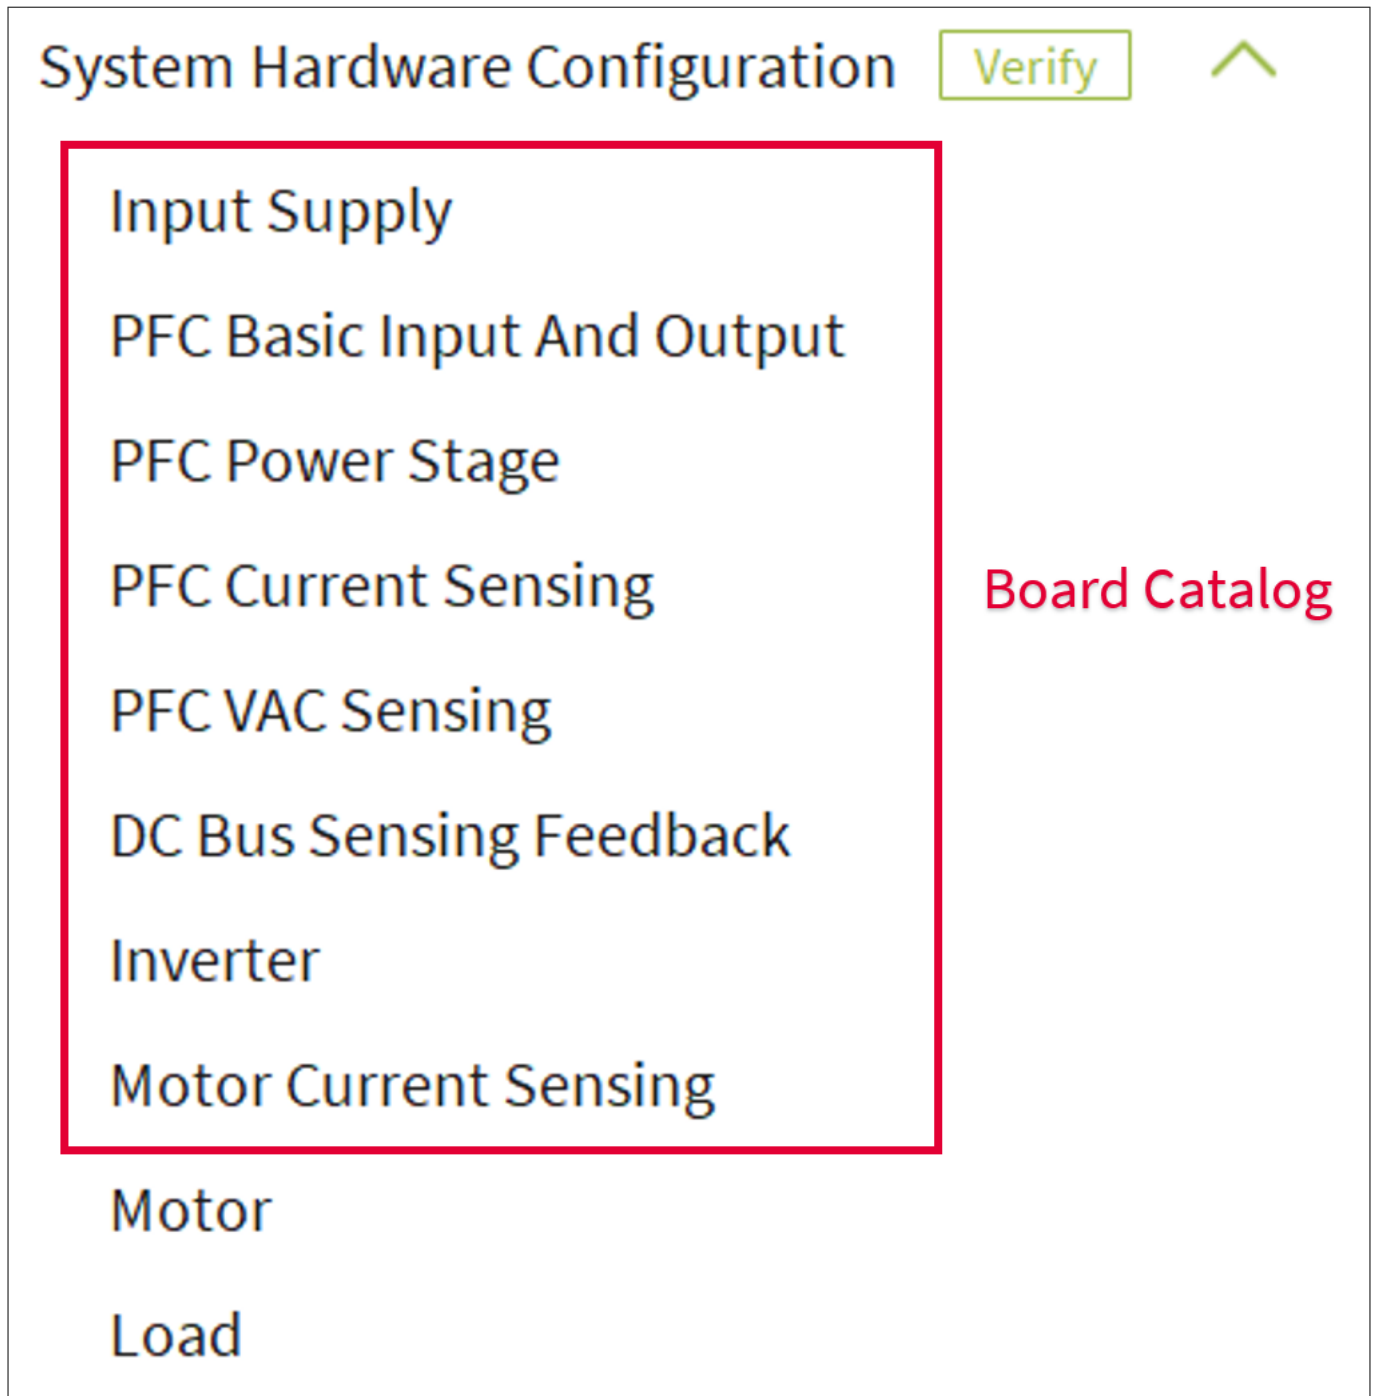 System Hardware Configuration Verify
Input Supply
PFC Basic Input And Output
PFC Power Stage
PFC Current Sensing
Board Catalog
PFC VAC Sensing
DC Bus Sensing Feedback
Inverter
Motor Current Sensing
Motor
Load